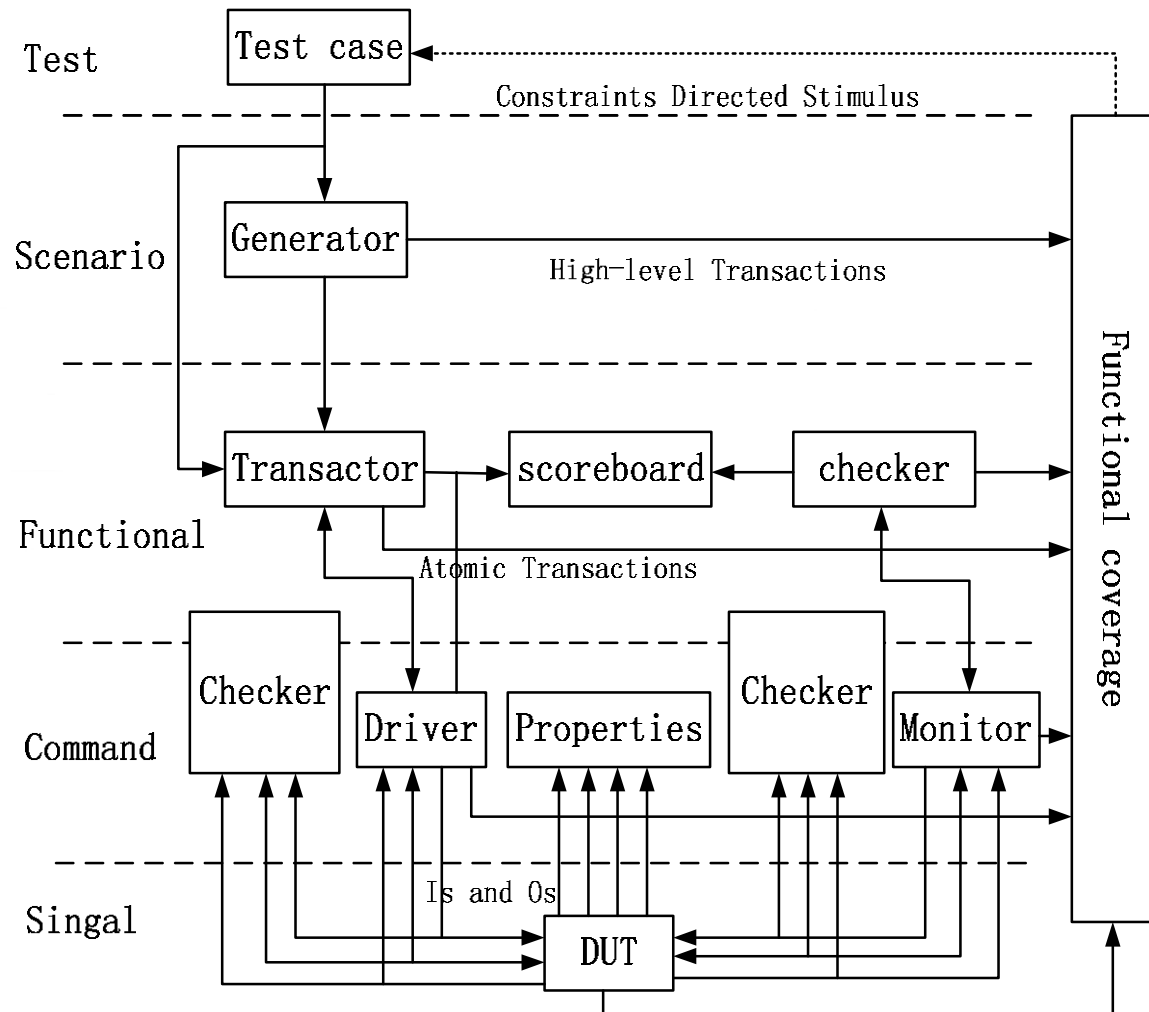 Test case
Test
Constraints Directed Stimulus
Generator
Scenario
High-level Transactions
Functional coverage
Transactor
scoreboard
checker
Functional
Atomic Transactions
Checker
Checker
Driver
Properties
Monitor
Command
Is and Os
Singal
DUT